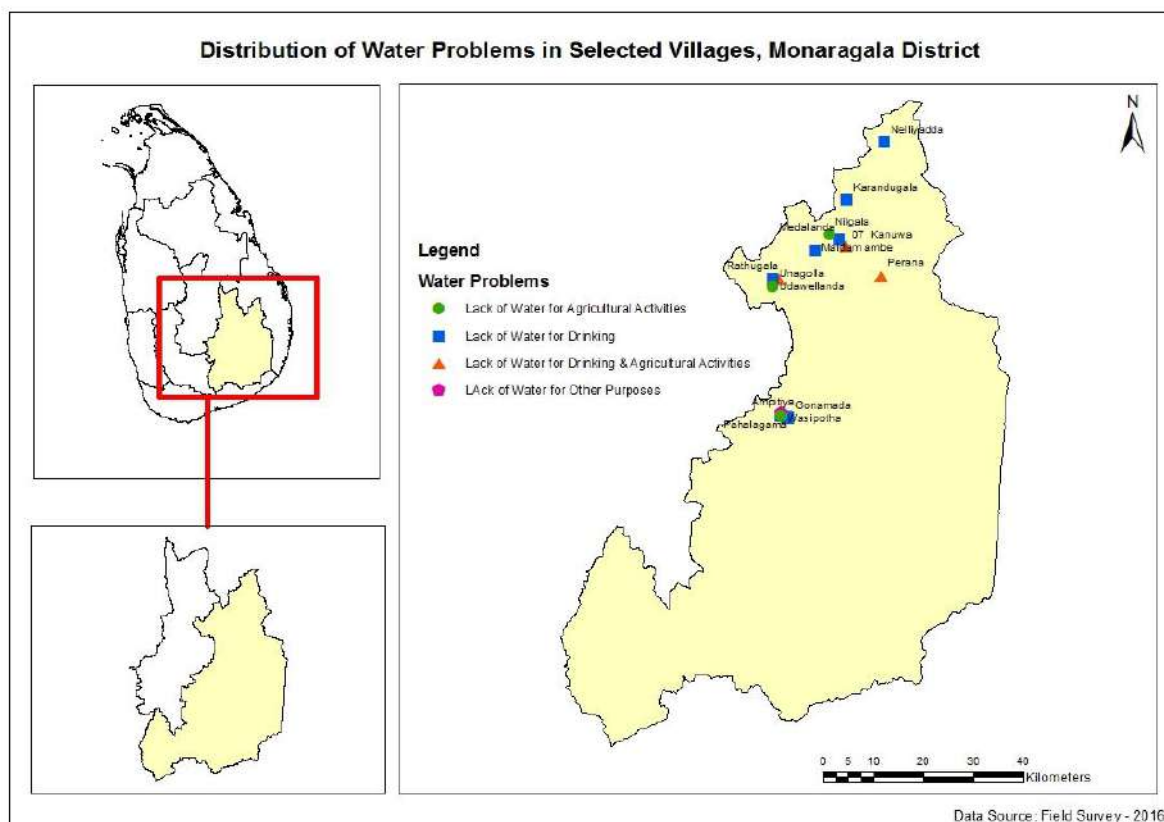 Distribution of Water Problems in Selected Villages, Monaragala District
N
Nelliyadda
Karandugala
Nilgala
Medalanda
07 Kanuwa
Perana
Rathugala
Unagolla
Udawellanda
Legend
Water Problems
Lack of Water for Agricultural Activities
Lack of Water for Drinking
Lack of Water for Drinking & Agricultural Activities
LAck of Water for Other Purposes
Gonamada
Wasipotha
Pahalagama
0 5 10 20 30 40
Kilometers
Data Source: Field Survey - 2016